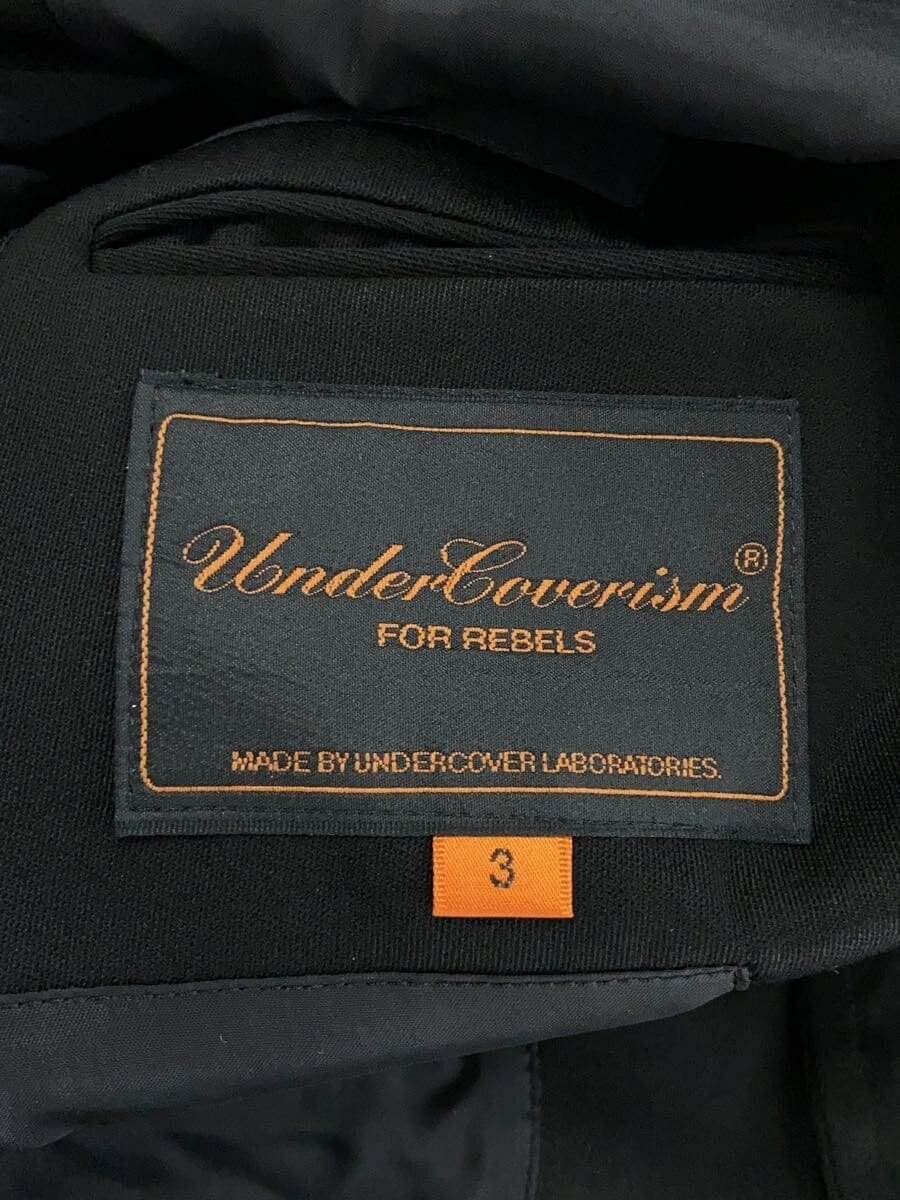 UnderCoverism®
FOR REBELS
MADE BY UNDERCOVER LABORATORIES.
3